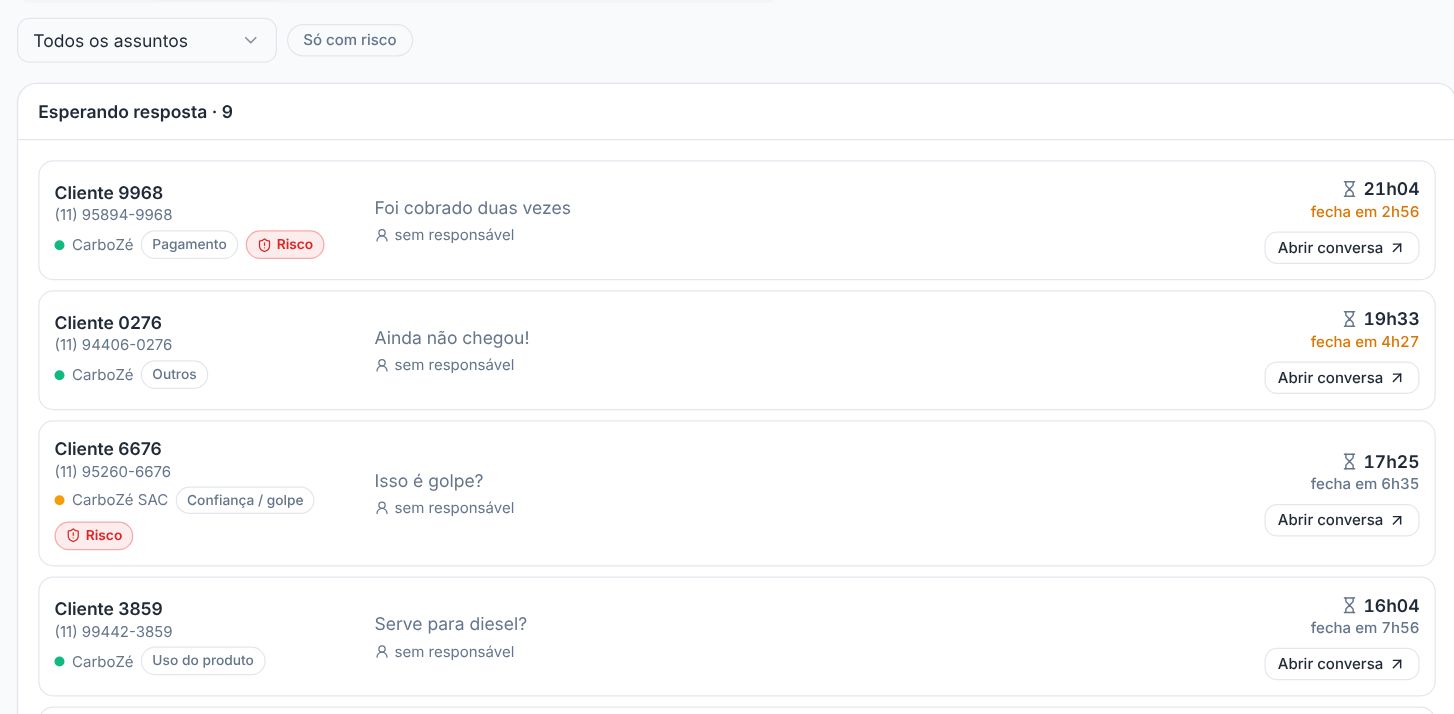 Todos os assuntos
Só com risco
Esperando resposta · 9
Cliente 9968
(11) 95894-9968
CarboZé Pagamento Risco
Foi cobrado duas vezes
sem responsável
21h04
fecha em 2h56
Abrir conversa
Cliente 0276
(11) 94406-0276
CarboZé Outros
Ainda não chegou!
sem responsável
19h33
fecha em 4h27
Abrir conversa
Cliente 6676
(11) 95260-6676
CarboZé SAC Confiança / golpe
Risco
Isso é golpe?
sem responsável
17h25
fecha em 6h35
Abrir conversa
Cliente 3859
(11) 99442-3859
CarboZé Uso do produto
Serve para diesel?
sem responsável
16h04
fecha em 7h56
Abrir conversa